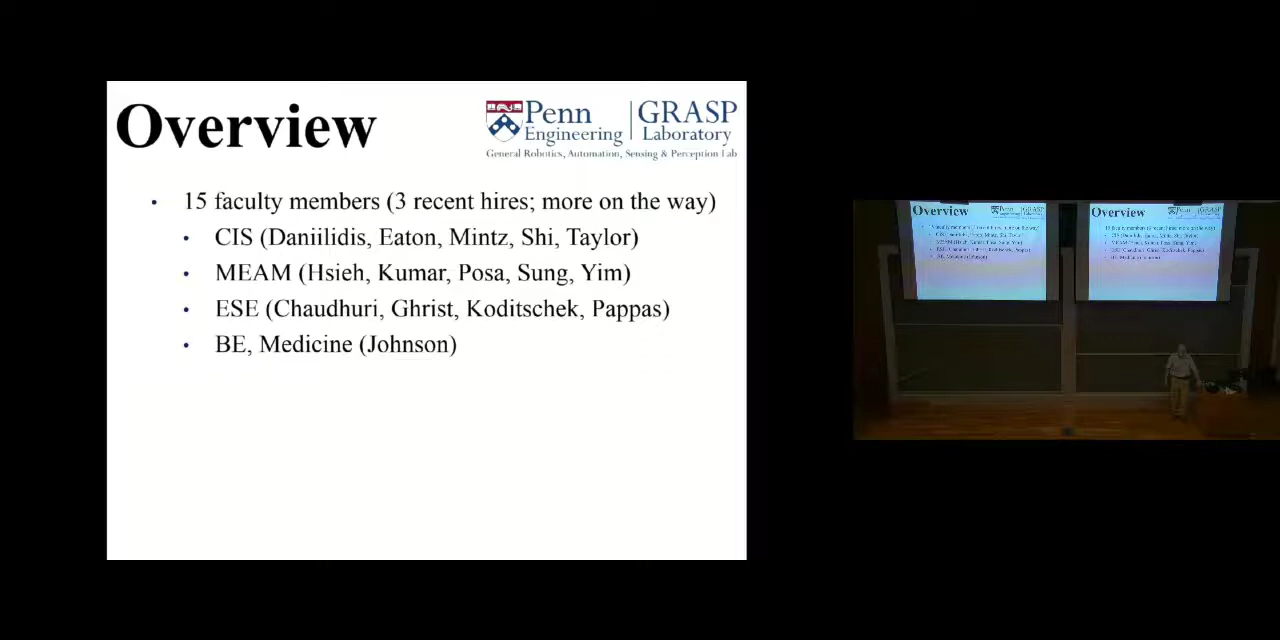 Overview
Penn Engineering | GRASP Laboratory
General Robotics, Automation, Sensing & Perception Lab
• 15 faculty members (3 recent hires; more on the way)
• CIS (Daniilidis, Eaton, Mintz, Shi, Taylor)
• MEAM (Hsieh, Kumar, Posa, Sung, Yim)
• ESE (Chaudhuri, Ghrist, Koditschek, Pappas)
• BE, Medicine (Johnson)
Overview
Overview